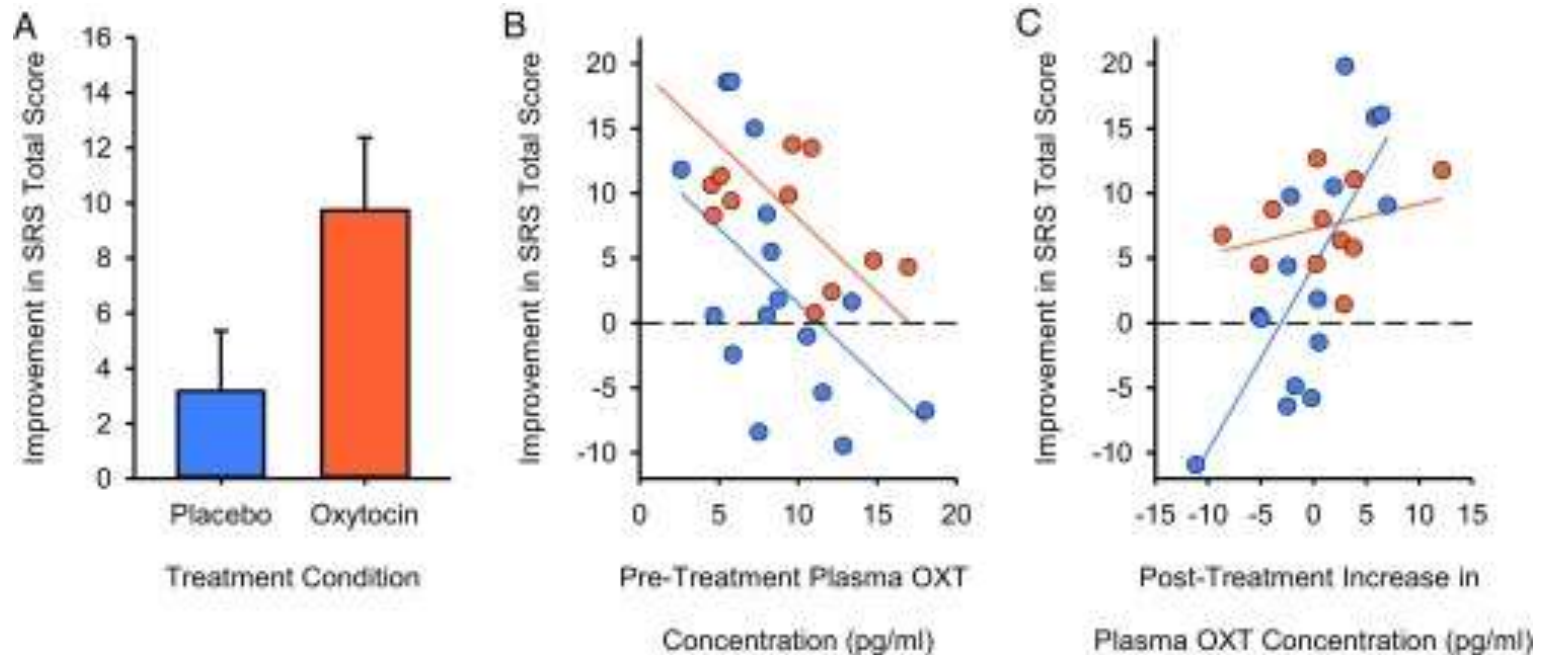 A
Improvement in SRS Total Score
16
14
12
10
8
6
4
2
0
Placebo Oxytocin
Treatment Condition
B
Improvement in SRS Total Score
20
15
10
5
0
-5
-10
0 5 10 15 20
Pre-Treatment Plasma OXT
Concentration (pg/ml)
C
Improvement in SRS Total Score
20
15
10
5
0
-5
-10
-15 -10 -5 0 5 10 15
Post-Treatment Increase in
Plasma OXT Concentration (pg/ml)